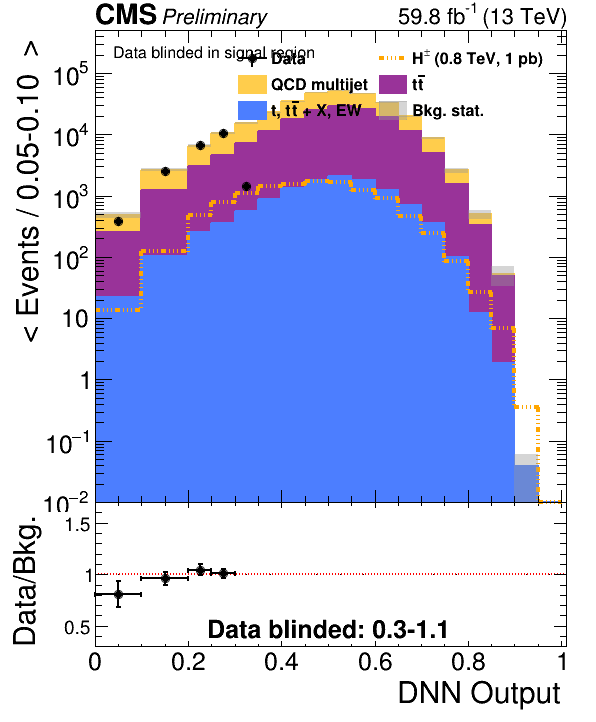 CMS Preliminary 59.8 fb⁻¹ (13 TeV)
Data blinded in signal region
Data
H± (0.8 TeV, 1 pb)
QCD multijet
tt̄
t, tt̄ + X, EW
Bkg. stat.
< Events / 0.05-0.10 >
10⁵
10⁴
10³
10²
10
1
10⁻¹
10⁻²
Data/Bkg.
1.5
1
0.5
Data blinded: 0.3-1.1
0 0.2 0.4 0.6 0.8 1
DNN Output